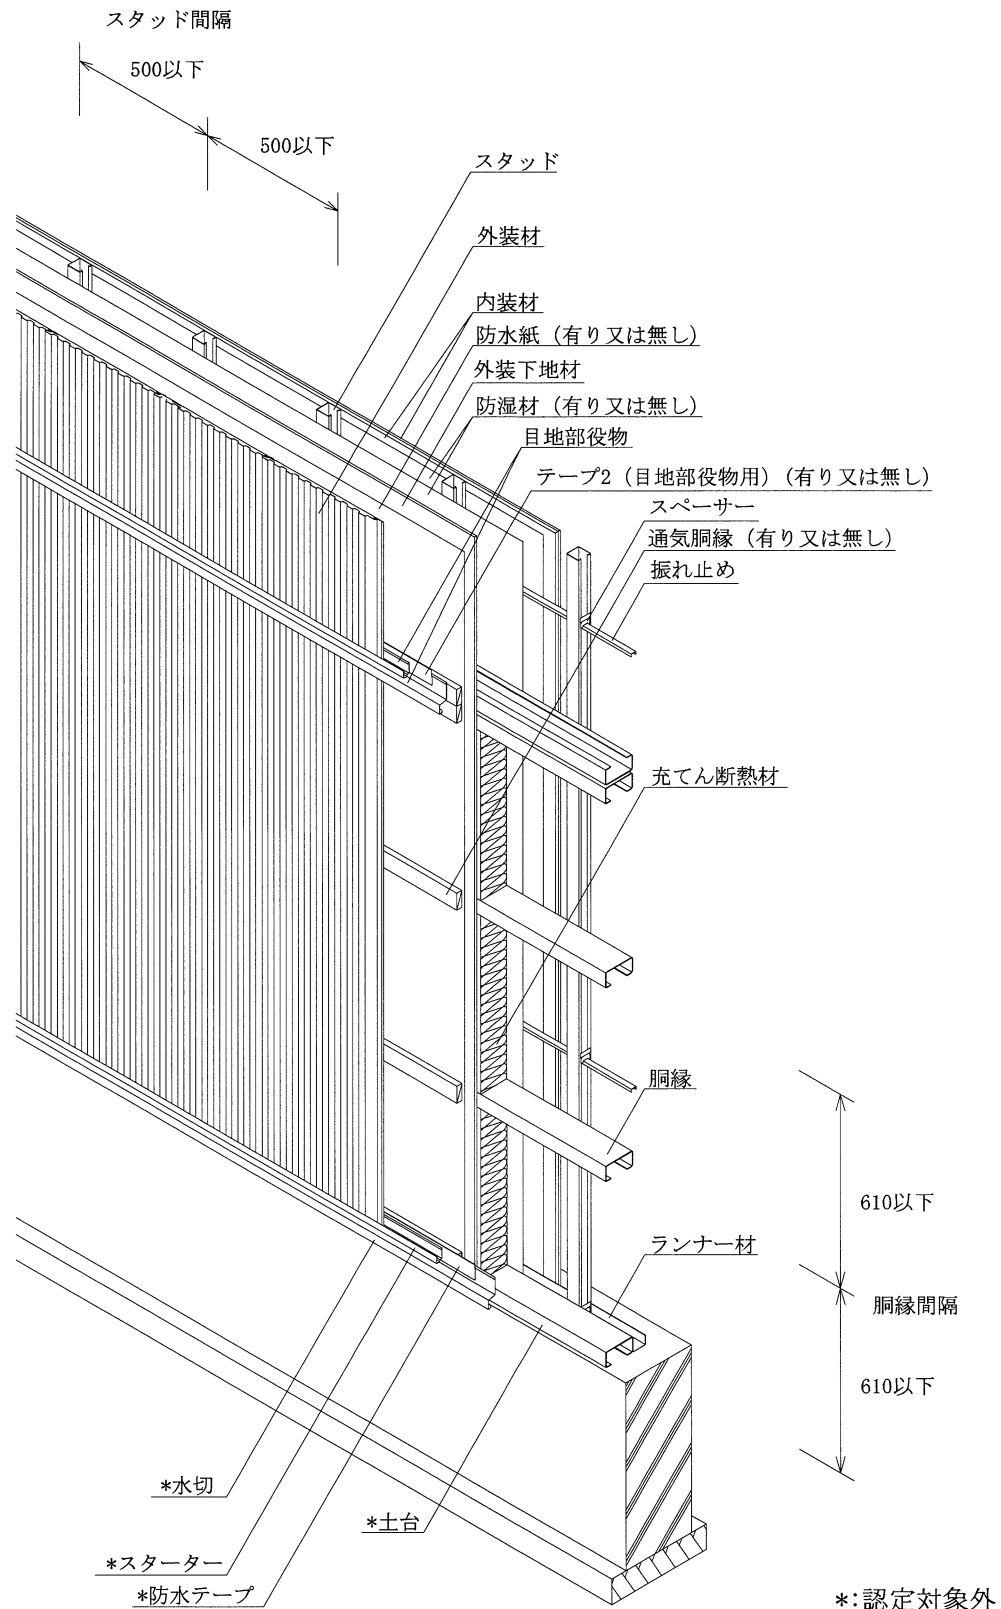 スタッド間隔
500以下
500以下
スタッド
外装材
内装材
防水紙（有り又は無し）
外装下地材
防湿材（有り又は無し）
目地部役物
テープ2（目地部役物用）（有り又は無し）
スペーサー
通気胴縁（有り又は無し）
振れ止め
充てん断熱材
胴縁
610以下
ランナー材
胴縁間隔
610以下
*水切
*土台
*スターター
*防水テープ
*:認定対象外